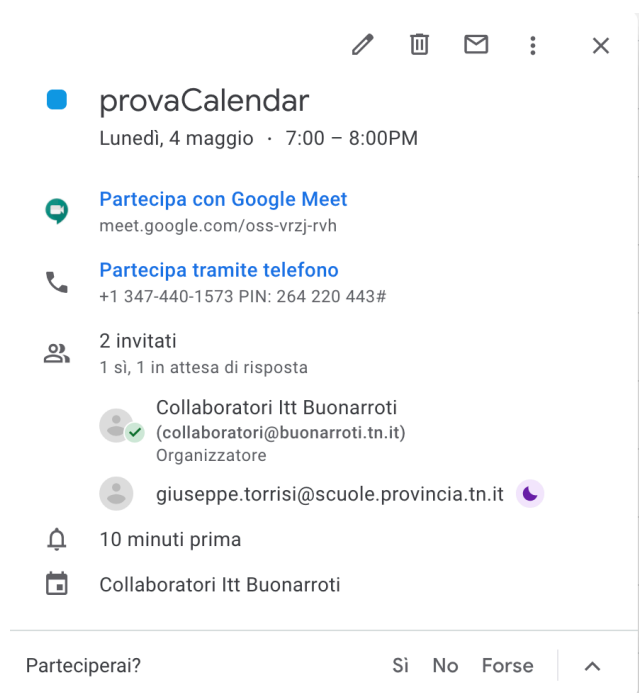 provaCalendar
Lunedì, 4 maggio · 7:00 – 8:00PM
Partecipa con Google Meet
meet.google.com/oss-vrzj-rvh
Partecipa tramite telefono
+1 347-440-1573 PIN: 264 220 443#
2 invitati
1 sì, 1 in attesa di risposta
Collaboratori Itt Buonarroti
(collaboratori@buonarroti.tn.it)
Organizzatore
giuseppe.torrisi@scuole.provincia.tn.it
10 minuti prima
Collaboratori Itt Buonarroti
Parteciperai? Sì No Forse